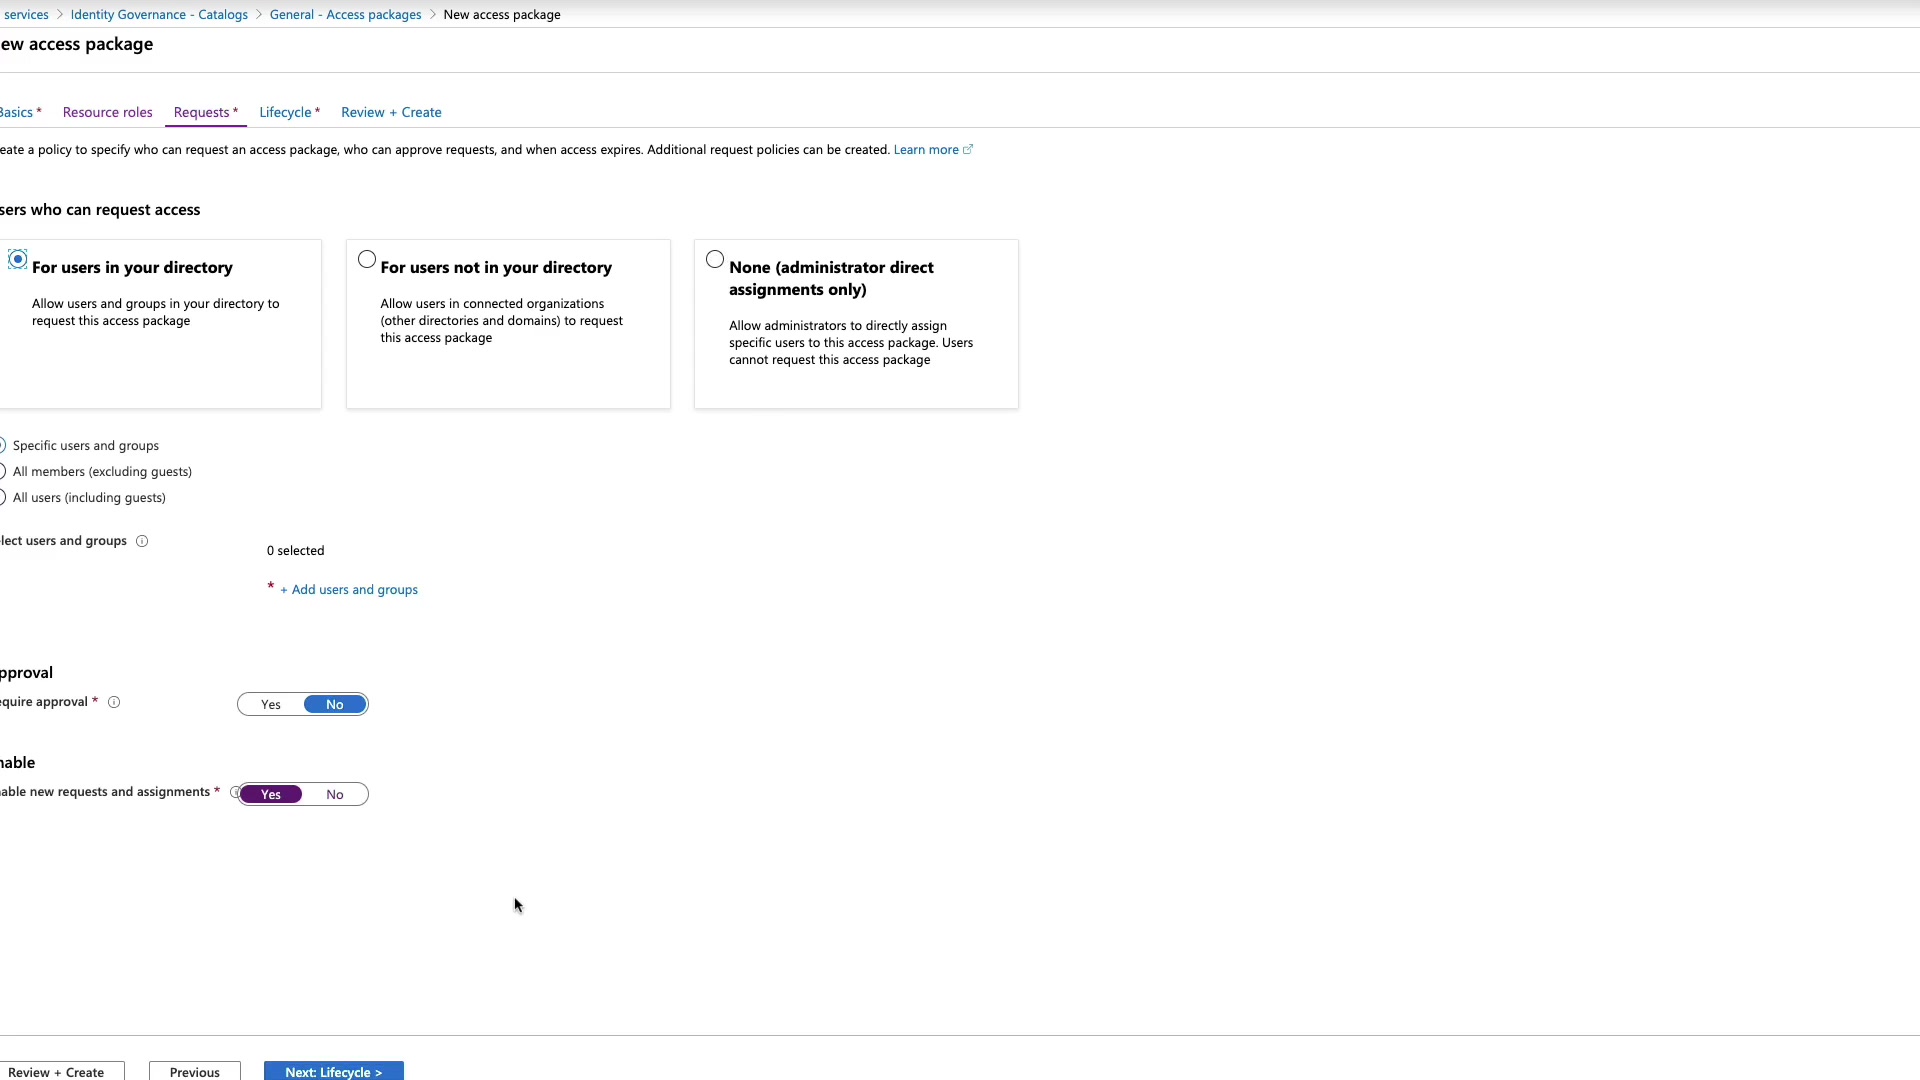 services > Identity Governance - Catalogs > General - Access packages > New access package
ew access package
Basics * Resource roles Requests * Lifecycle * Review + Create
eate a policy to specify who can request an access package, who can approve requests, and when access expires. Additional request policies can be created. Learn more
sers who can request access
For users in your directory
Allow users and groups in your directory to
request this access package
For users not in your directory
Allow users in connected organizations
(other directories and domains) to request
this access package
None (administrator direct
assignments only)
Allow administrators to directly assign
specific users to this access package. Users
cannot request this access package
Specific users and groups
All members (excluding guests)
All users (including guests)
lect users and groups
0 selected
* + Add users and groups
pproval
equire approval * Yes No
nable
able new requests and assignments * Yes No
Review + Create Previous Next: Lifecycle >